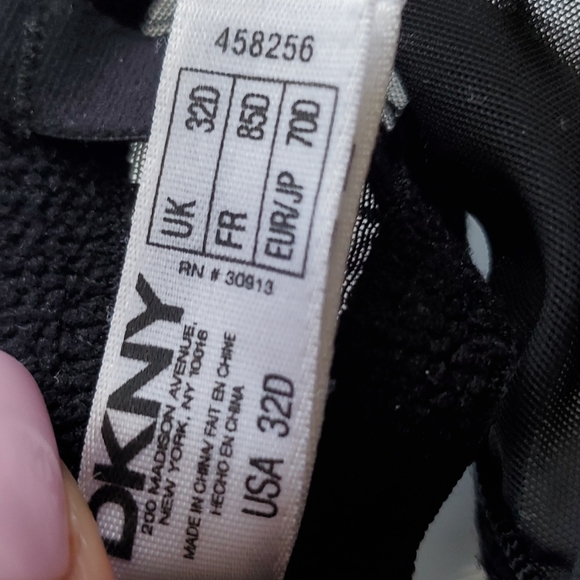 458256
UK 32D
FR 85D
EUR/JP 70D
RN # 30913
DKNY
200 MADISON AVENUE,
NEW YORK, NY 10016
MADE IN CHINA/ FAIT EN CHINE
HECHO EN CHINA
USA 32D